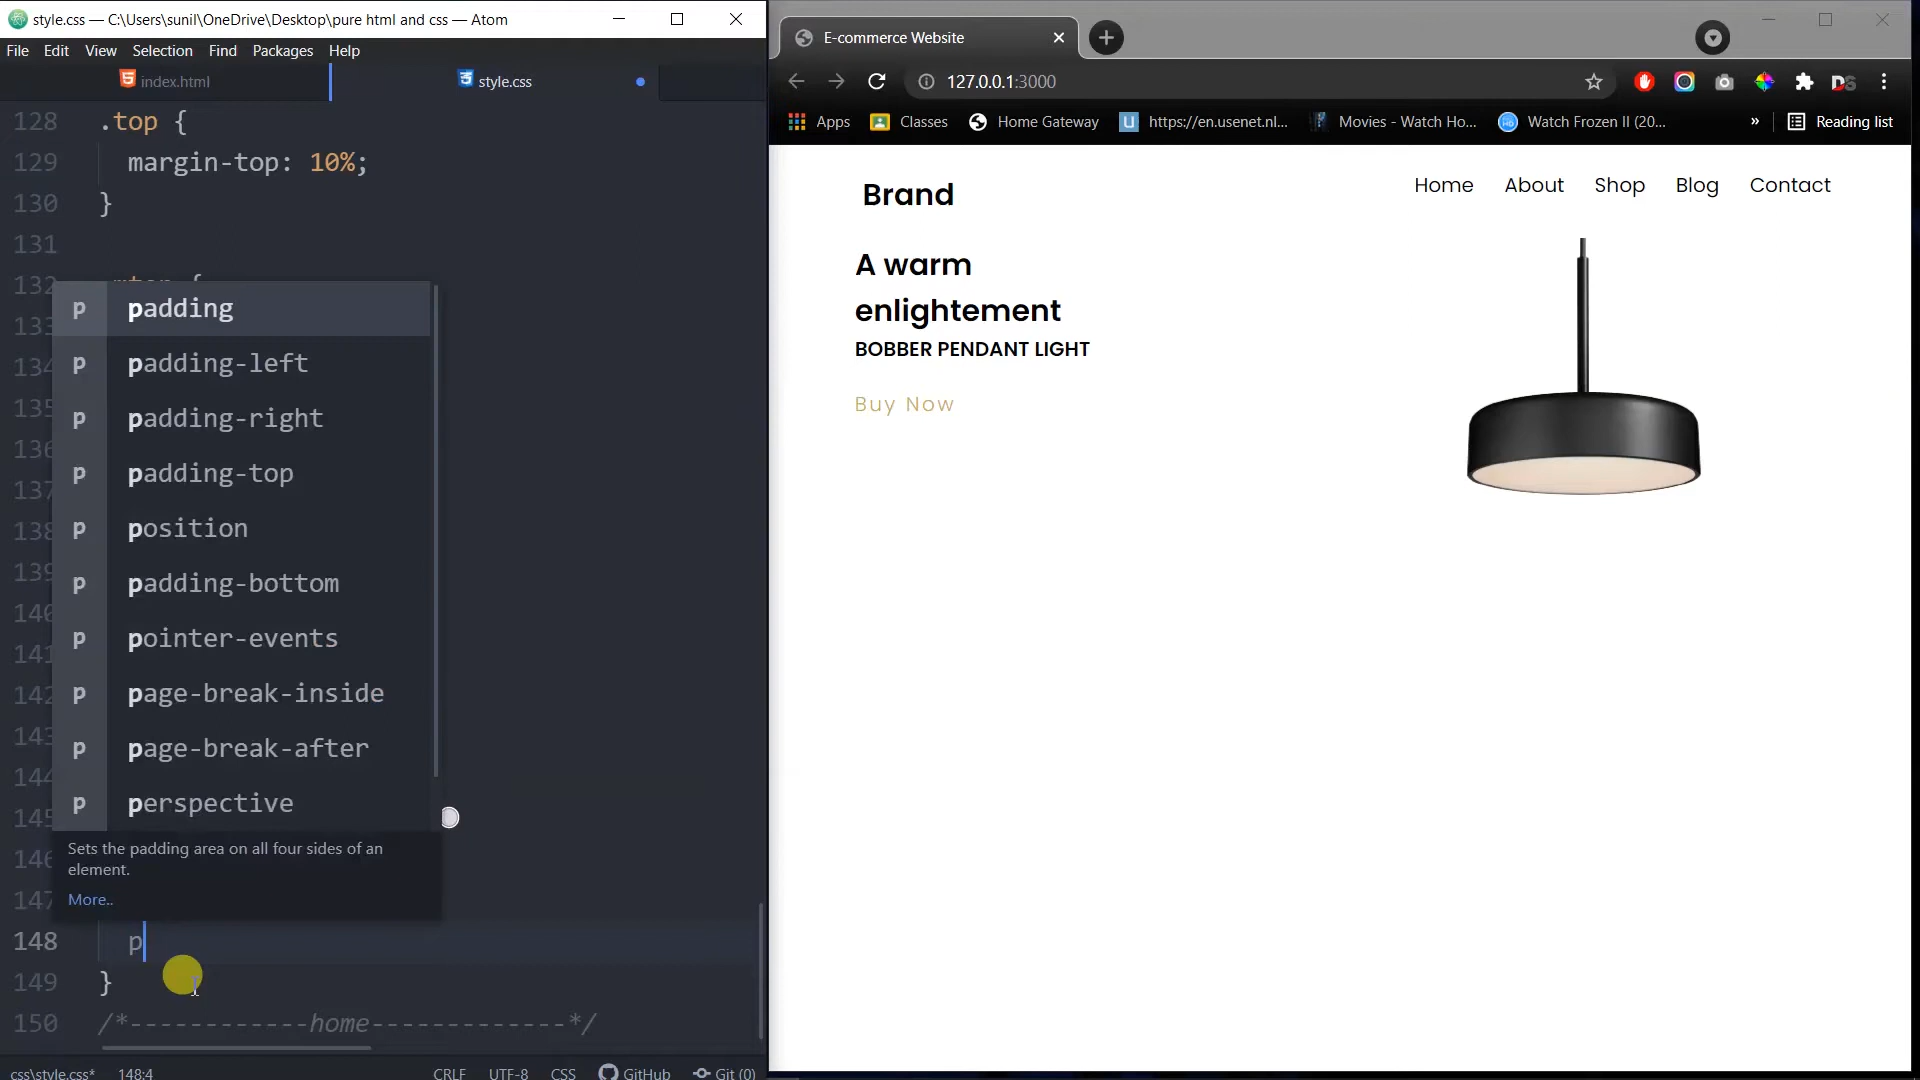 style.css — C:\Users\sunil\OneDrive\Desktop\pure html and css — Atom
File Edit View Selection Find Packages Help
index.html
style.css
128 .top {
129 margin-top: 10%;
130 }
131
132
p padding
p padding-left
p padding-right
p padding-top
p position
p padding-bottom
p pointer-events
p page-break-inside
p page-break-after
p perspective
Sets the padding area on all four sides of an
element.
More..
148 p
149 }
150 /*------------home-------------*/
css\style.css* 148:4 CRLF UTF-8 CSS GitHub Git (0)
E-commerce Website
127.0.0.1:3000
Apps Classes Home Gateway https://en.usenet.nl... Movies - Watch Ho... Watch Frozen II (20... » Reading list
Brand
Home About Shop Blog Contact
A warm
enlightement
BOBBER PENDANT LIGHT
Buy Now